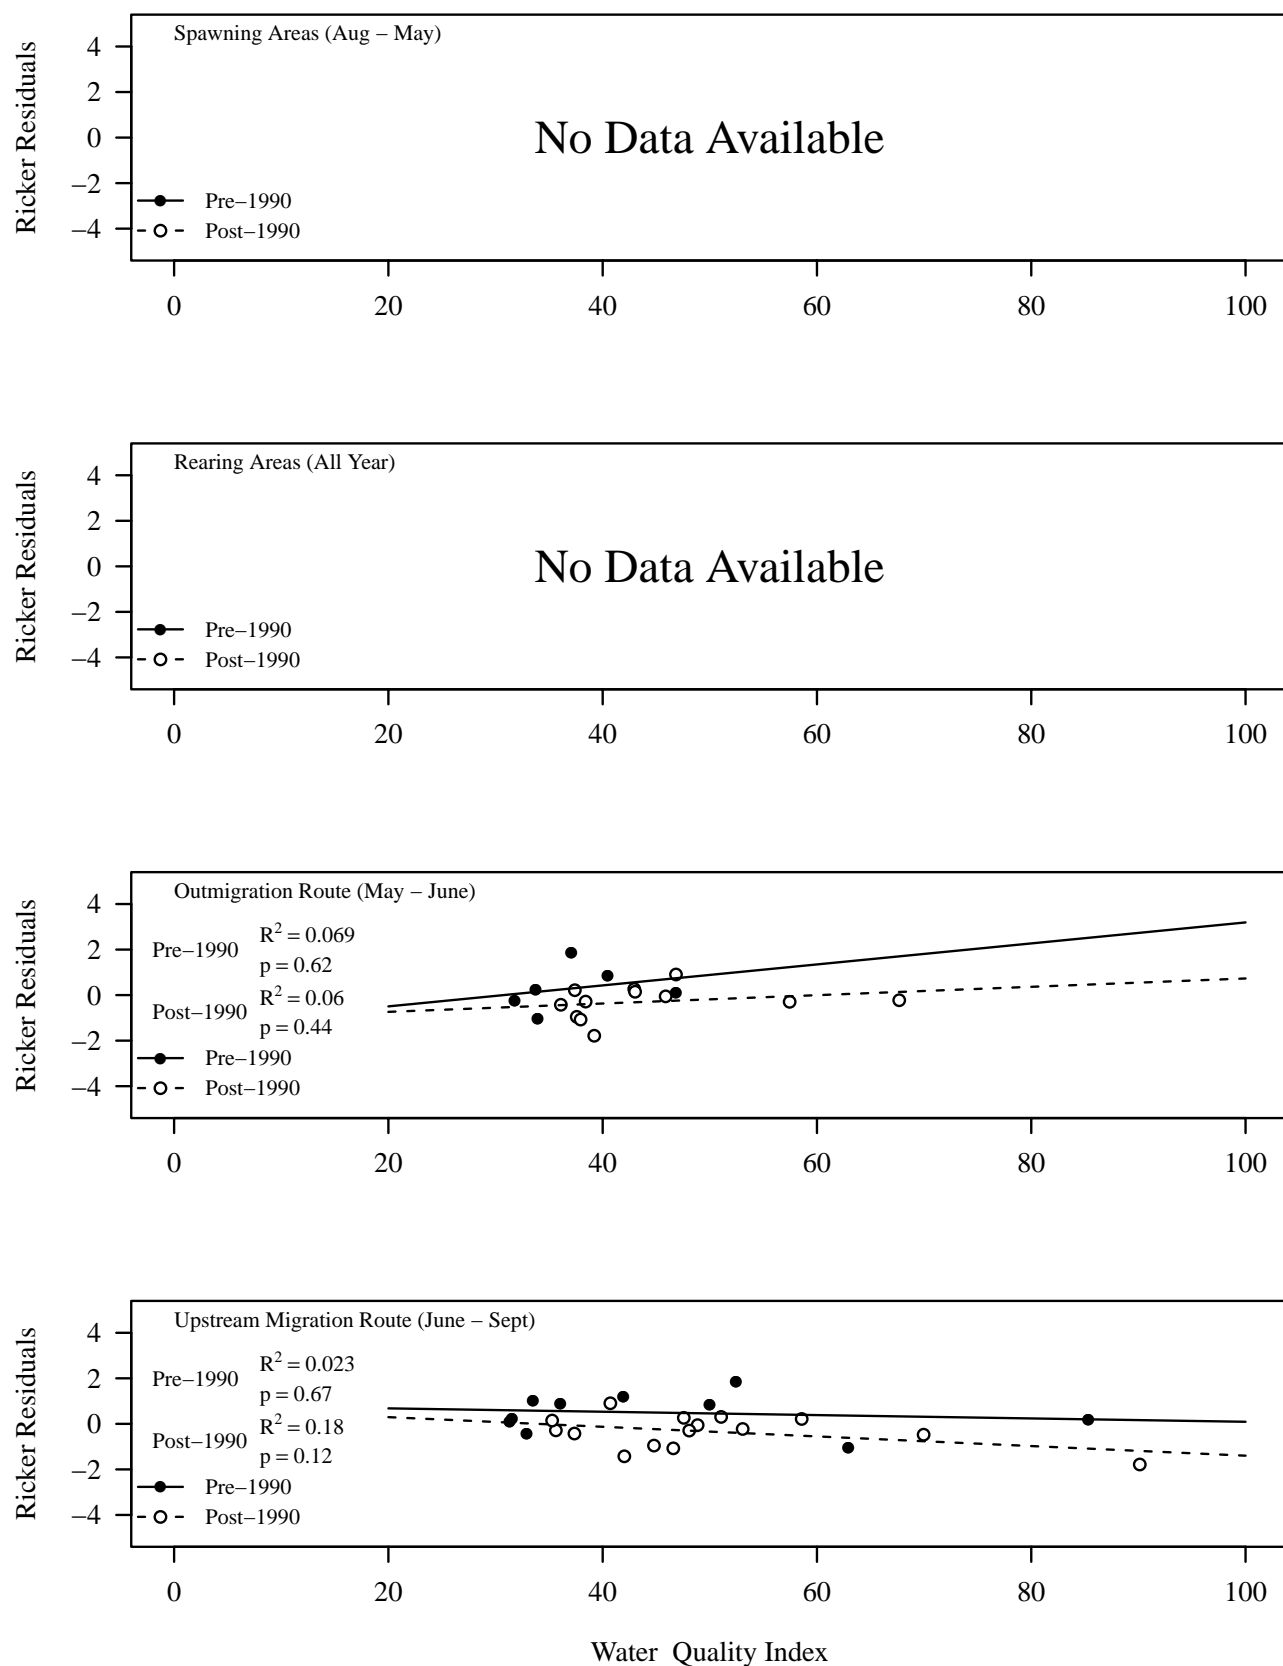 Spawning Areas (Aug – May)
Ricker Residuals
4
2
0
–2
–4
No Data Available
Pre–1990
Post–1990
0 20 40 60 80 100
Rearing Areas (All Year)
Ricker Residuals
4
2
0
–2
–4
No Data Available
Pre–1990
Post–1990
0 20 40 60 80 100
Outmigration Route (May – June)
Ricker Residuals
4
2
0
–2
–4
Pre–1990
R² = 0.069
p = 0.62
Post–1990
R² = 0.06
p = 0.44
Pre–1990
Post–1990
0 20 40 60 80 100
Upstream Migration Route (June – Sept)
Ricker Residuals
4
2
0
–2
–4
Pre–1990
R² = 0.023
p = 0.67
Post–1990
R² = 0.18
p = 0.12
Pre–1990
Post–1990
0 20 40 60 80 100
Water  Quality Index